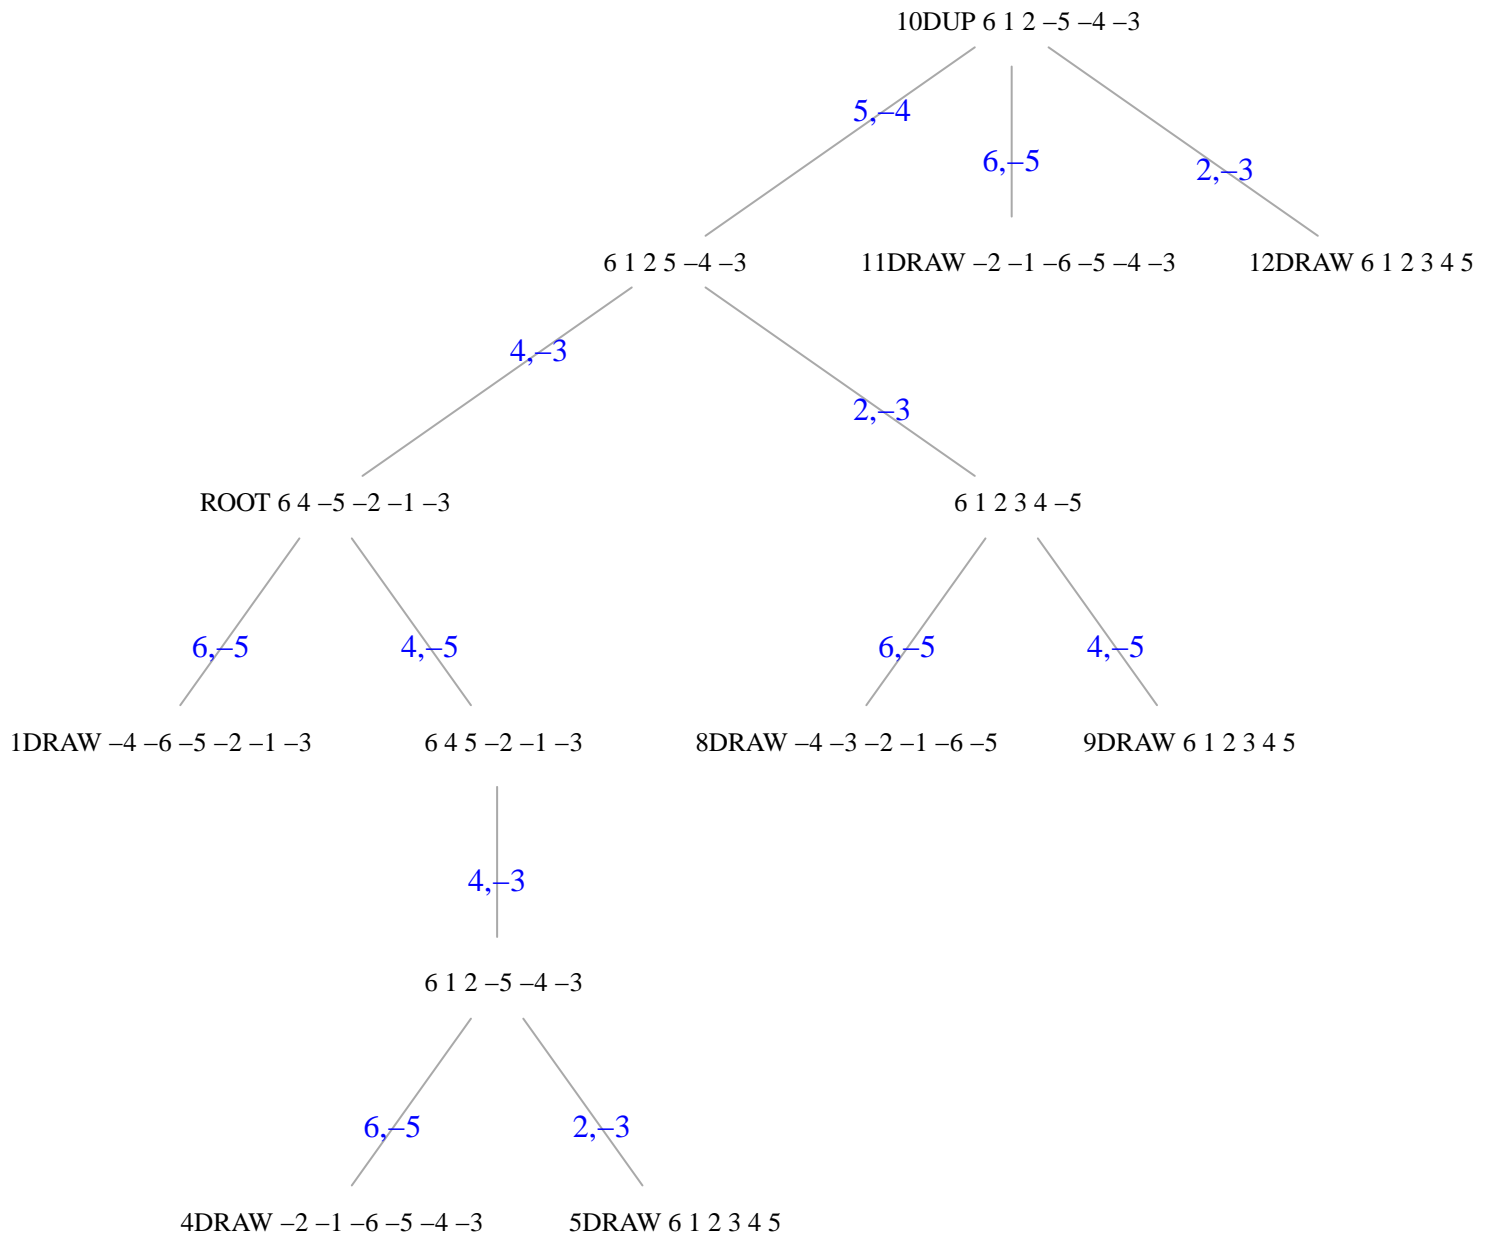 10DUP 6 1 2 –5 –4 –3
5,–4
6,–5
2,–3
6 1 2 5 –4 –3
11DRAW –2 –1 –6 –5 –4 –3
12DRAW 6 1 2 3 4 5
4,–3
2,–3
ROOT 6 4 –5 –2 –1 –3
6 1 2 3 4 –5
6,–5
4,–5
6,–5
4,–5
1DRAW –4 –6 –5 –2 –1 –3
6 4 5 –2 –1 –3
8DRAW –4 –3 –2 –1 –6 –5
9DRAW 6 1 2 3 4 5
4,–3
6 1 2 –5 –4 –3
6,–5
2,–3
4DRAW –2 –1 –6 –5 –4 –3
5DRAW 6 1 2 3 4 5